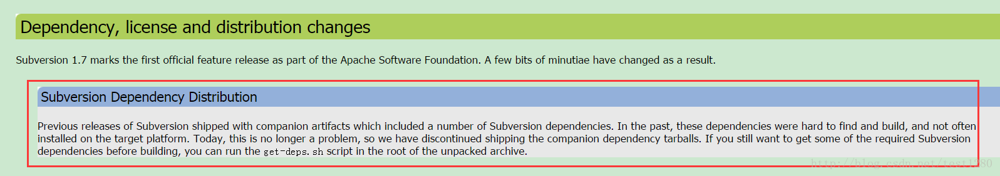 Dependency, license and distribution changes
Subversion 1.7 marks the first official feature release as part of the Apache Software Foundation. A few bits of minutiae have changed as a result.
Subversion Dependency Distribution
Previous releases of Subversion shipped with companion artifacts which included a number of Subversion dependencies. In the past, these dependencies were hard to find and build, and not often
installed on the target platform. Today, this is no longer a problem, so we have discontinued shipping the companion dependency tarballs. If you still want to get some of the required Subversion
dependencies before building, you can run the get-deps.sh script in the root of the unpacked archive.
http://blog.csdn.net/test1280